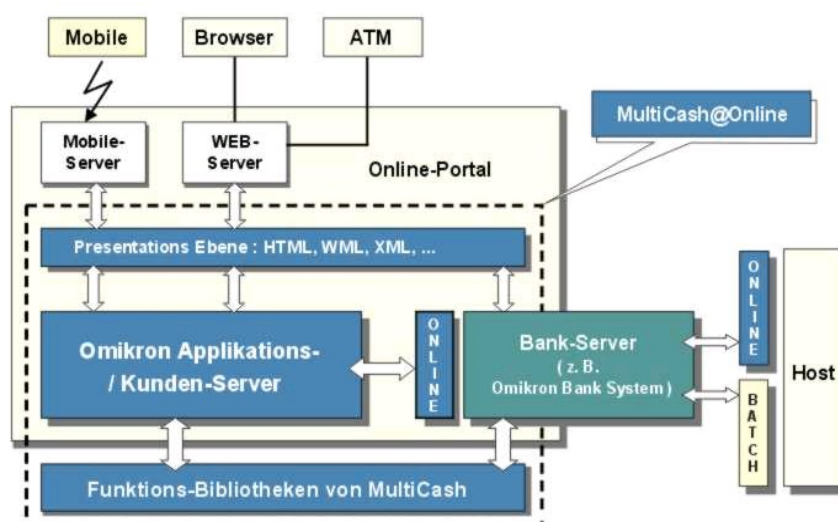 Mobile
Browser
ATM
MultiCash@Online
Mobile-
Server
WEB-
Server
Online-Portal
Presentations Ebene : HTML, WML, XML, ...
Omikron Applikations-
/ Kunden-Server
ONLINE
Bank-Server
( z. B.
Omikron Bank System )
ONLINE
BATCH
Host
Funktions-Bibliotheken von MultiCash